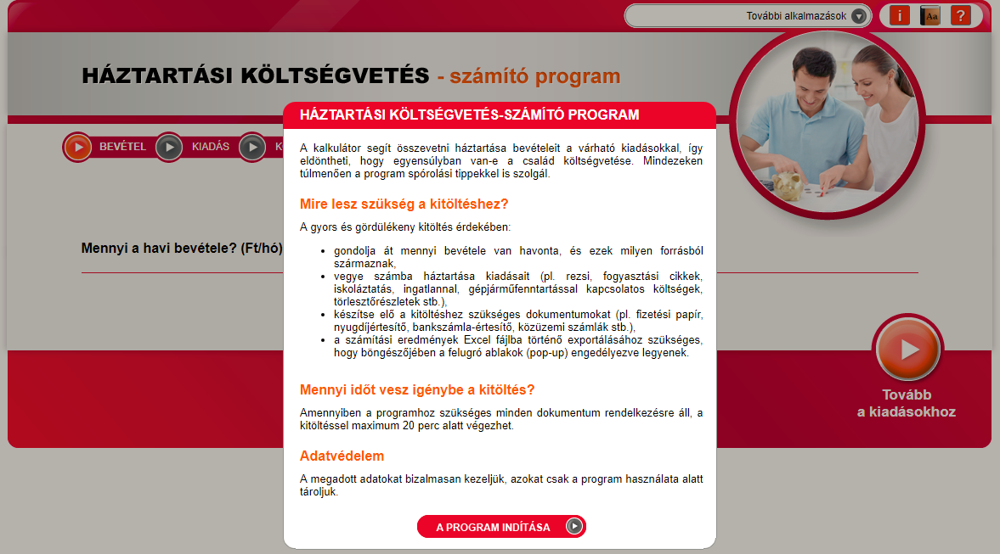 További alkalmazások
i
Aa
?
HÁZTARTÁSI KÖLTSÉGVETÉS - számító program
HÁZTARTÁSI KÖLTSÉGVETÉS-SZÁMÍTÓ PROGRAM
BEVÉTEL
KIADÁS
A kalkulátor segít összevetni háztartása bevételeit a várható kiadásokkal, így
eldöntheti, hogy egyensúlyban van-e a család költségvetése. Mindezeken
túlmenően a program spórolási tippekkel is szolgál.
Mire lesz szükség a kitöltéshez?
A gyors és gördülékeny kitöltés érdekében:
Mennyi a havi bevétele? (Ft/hó)
• gondolja át mennyi bevétele van havonta, és ezek milyen forrásból
származnak,
• vegye számba háztartása kiadásait (pl. rezsi, fogyasztási cikkek,
iskoláztatás, ingatlannal, gépjárműfenntartással kapcsolatos költségek,
törlesztőrészletek stb.),
• készítse elő a kitöltéshez szükséges dokumentumokat (pl. fizetési papír,
nyugdíjértesítő, bankszámla-értesítő, közüzemi számlák stb.),
• a számítási eredmények Excel fájlba történő exportálásához szükséges,
hogy böngészőjében a felugró ablakok (pop-up) engedélyezve legyenek.
Mennyi időt vesz igénybe a kitöltés?
Amennyiben a programhoz szükséges minden dokumentum rendelkezésre áll, a
kitöltéssel maximum 20 perc alatt végezhet.
Adatvédelem
A megadott adatokat bizalmasan kezeljük, azokat csak a program használata alatt
tároljuk.
A PROGRAM INDÍTÁSA
Tovább
a kiadásokhoz